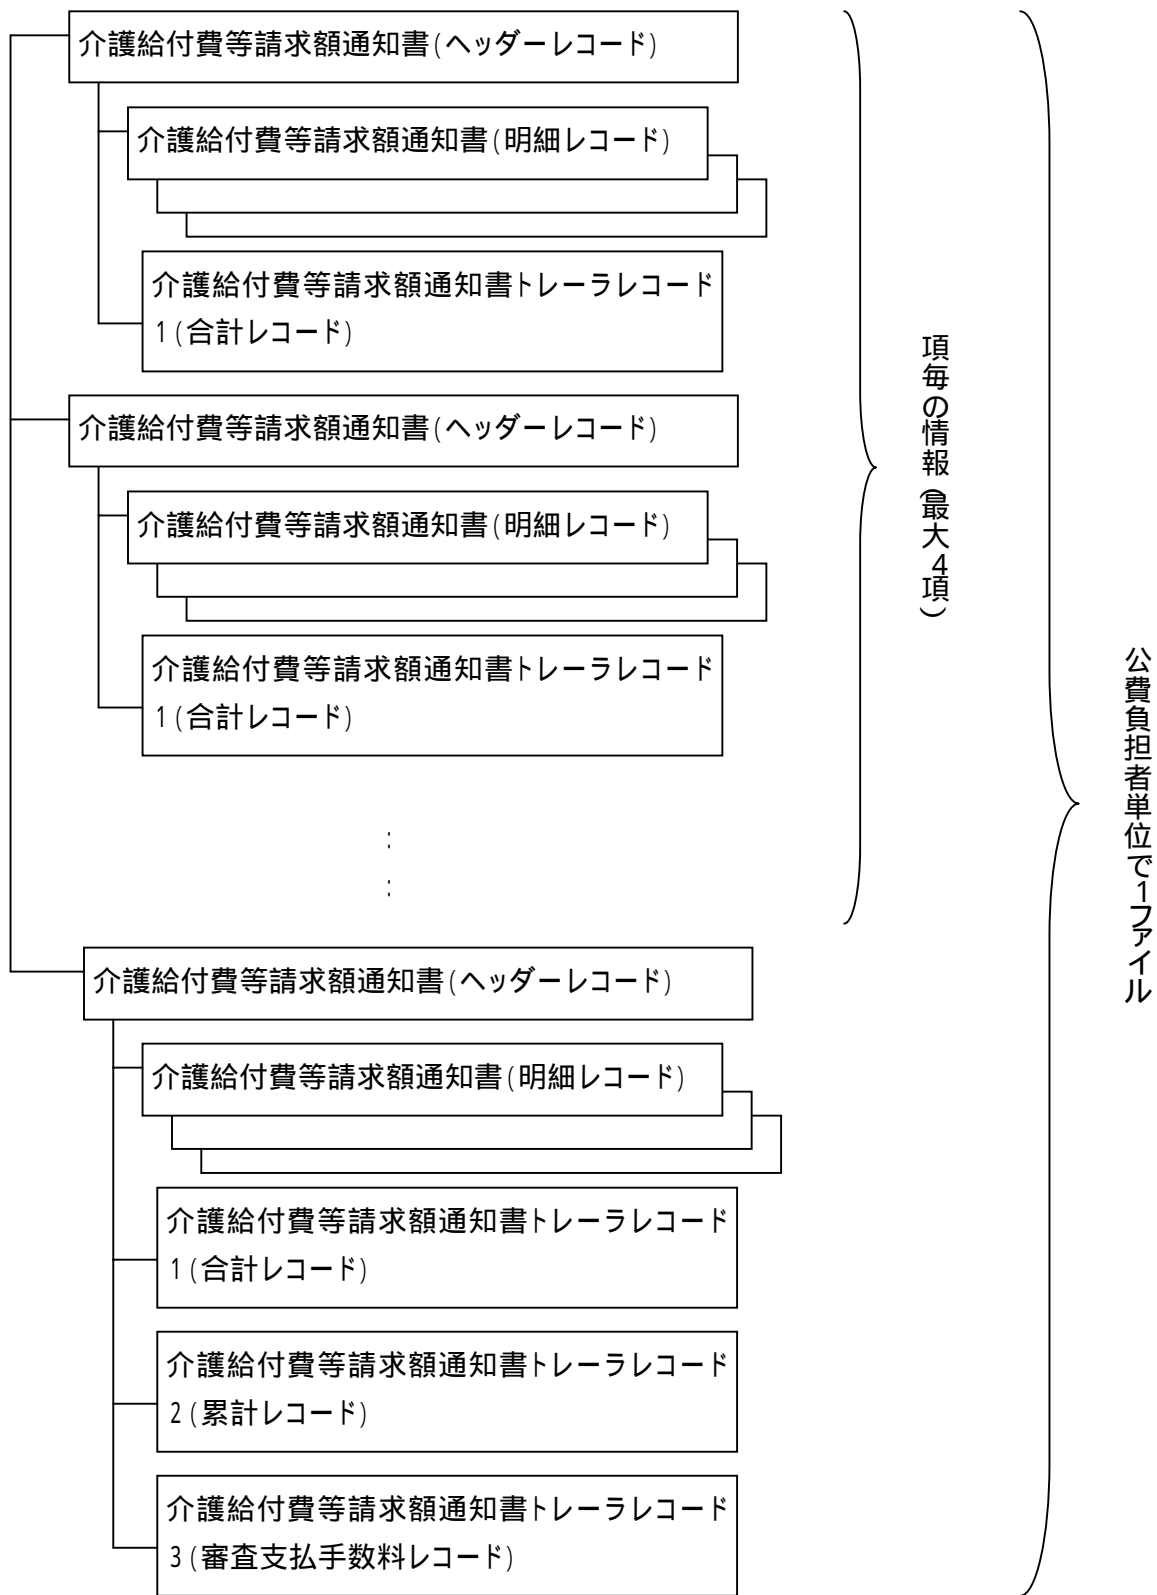 介護給付費等請求額通知書(ヘッダーレコード)
介護給付費等請求額通知書(明細レコード)
介護給付費等請求額通知書トレーラレコード
1(合計レコード)
介護給付費等請求額通知書(ヘッダーレコード)
介護給付費等請求額通知書(明細レコード)
介護給付費等請求額通知書トレーラレコード
1(合計レコード)
:
:
介護給付費等請求額通知書(ヘッダーレコード)
介護給付費等請求額通知書(明細レコード)
介護給付費等請求額通知書トレーラレコード
1(合計レコード)
介護給付費等請求額通知書トレーラレコード
2(累計レコード)
介護給付費等請求額通知書トレーラレコード
3(審査支払手数料レコード)
項毎の情報(最大4項)
公費負担者単位で1ファイル